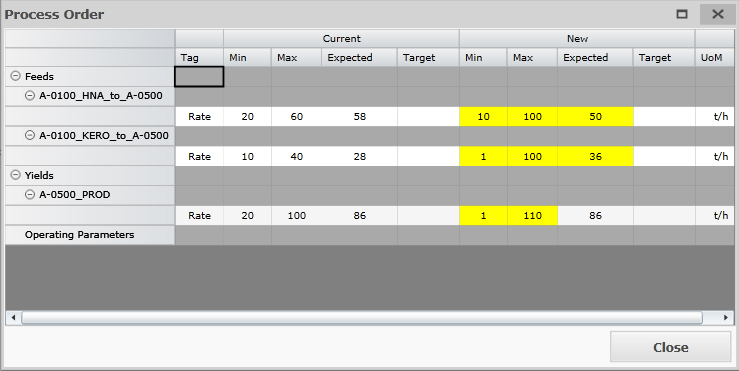 Process Order
Current New
Tag Min Max Expected Target Min Max Expected Target UoM
Feeds
A-0100_HNA_to_A-0500
Rate 20 60 58 10 100 50 t/h
A-0100_KERO_to_A-0500
Rate 10 40 28 1 100 36 t/h
Yields
A-0500_PROD
Rate 20 100 86 1 110 86 t/h
Operating Parameters
Close